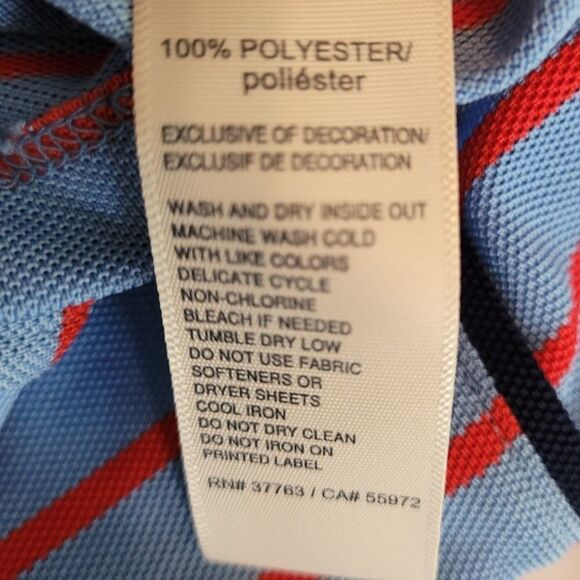 100% POLYESTER/
poliéster
EXCLUSIVE OF DECORATION/
EXCLUSIF DE DECORATION
WASH AND DRY INSIDE OUT
MACHINE WASH COLD
WITH LIKE COLORS
DELICATE CYCLE
NON-CHLORINE
BLEACH IF NEEDED
TUMBLE DRY LOW
DO NOT USE FABRIC
SOFTENERS OR
DRYER SHEETS
COOL IRON
DO NOT DRY CLEAN
DO NOT IRON ON
PRINTED LABEL
RN# 37763 / CA# 55972